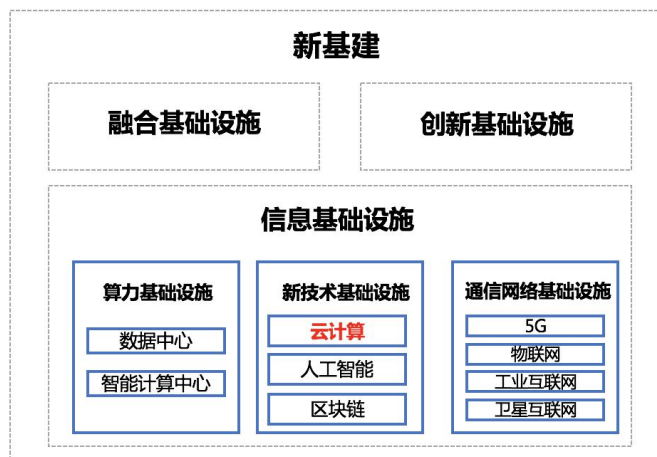 新基建
融合基础设施
创新基础设施
信息基础设施
算力基础设施
数据中心
智能计算中心
新技术基础设施
云计算
人工智能
区块链
通信网络基础设施
5G
物联网
工业互联网
卫星互联网